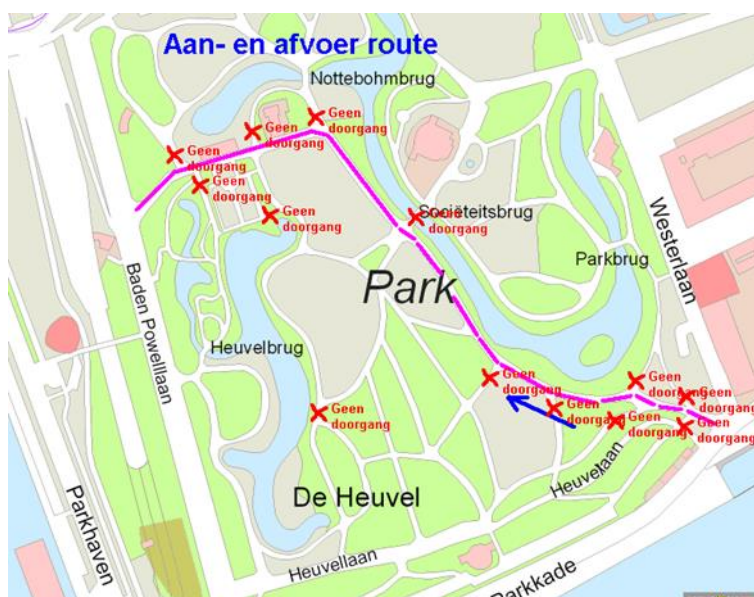 Aan- en afvoer route
Nottebohmbrug
Geen
doorgang
Geen
doorgang
Geen
doorgang
Geen
doorgang
Geen
doorgang
Sociëteitsbrug
Geen
doorgang
Westerlaan
Parkbrug
Park
Baden Powelllaan
Heuvelbrug
Geen
doorgang
Geen
doorgang
Geen
doorgang
Geen
doorgang
Geen
doorgang
Geen
doorgang
Geen
doorgang
Heuvellaan
De Heuvel
Parkhaven
Heuvellaan
Parkkade